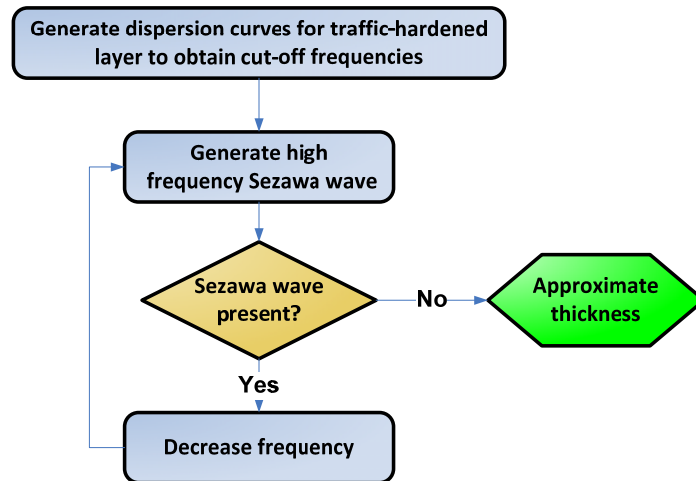 Generate dispersion curves for traffic-hardened
layer to obtain cut-off frequencies
Generate high
frequency Sezawa wave
Sezawa wave
present?
No
Approximate
thickness
Yes
Decrease frequency